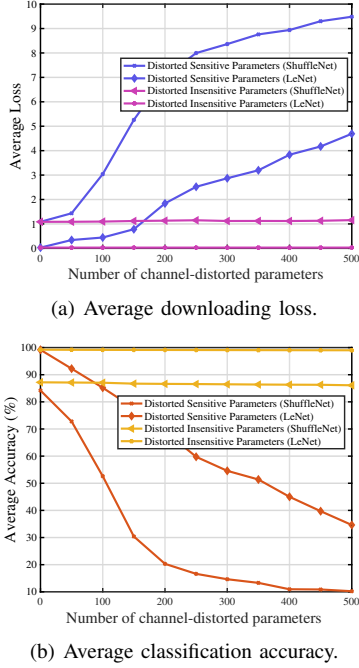 10
9
8
7
6
5
4
3
2
1
0
Average Loss
Distorted Sensitive Parameters (ShuffleNet)
Distorted Sensitive Parameters (LeNet)
Distorted Insensitive Parameters (ShuffleNet)
Distorted Insensitive Parameters (LeNet)
0 100 200 300 400 500
Number of channel-distorted parameters
(a) Average downloading loss.
100
90
80
70
60
50
40
30
20
10
Average Accuracy (%)
Distorted Sensitive Parameters (ShuffleNet)
Distorted Sensitive Parameters (LeNet)
Distorted Insensitive Parameters (ShuffleNet)
Distorted Insensitive Parameters (LeNet)
0 100 200 300 400 500
Number of channel-distorted parameters
(b) Average classification accuracy.